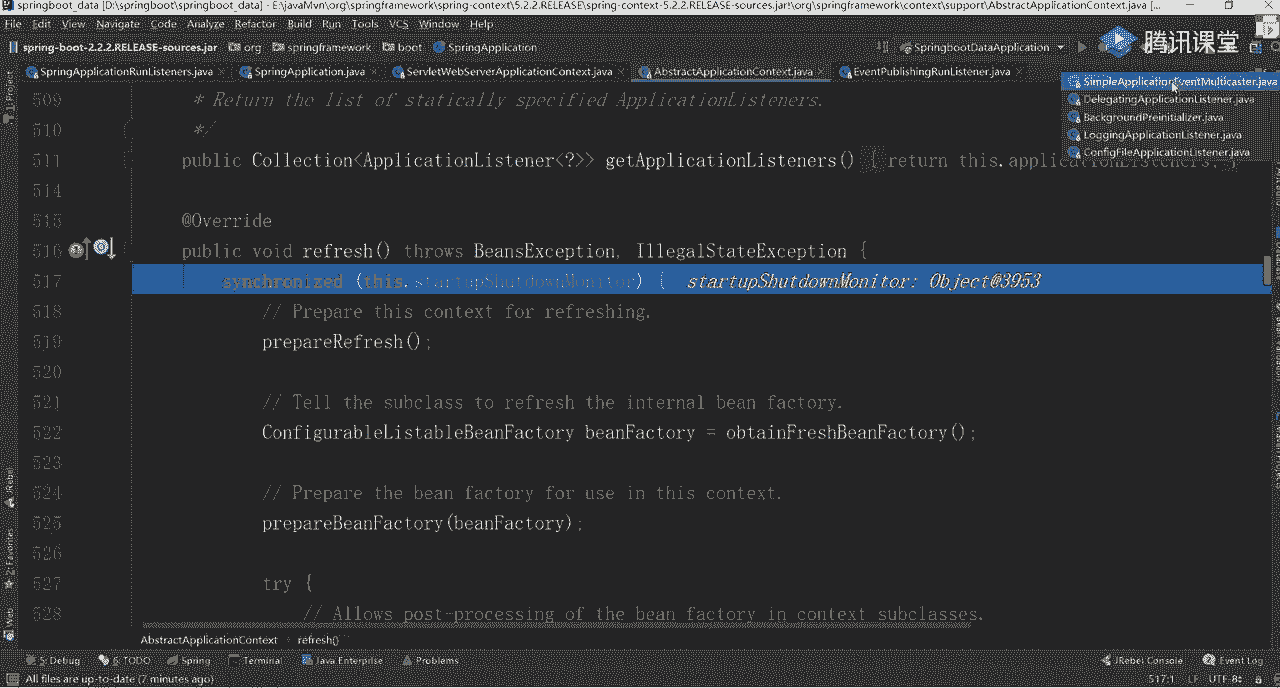 springboot_data [D:\springboot\springboot_data] - E:\javaMvn\org\springframework\spring-context\5.2.2.RELEASE\spring-context-5.2.2.RELEASE-sources.jar!\org\springframework\context\support\AbstractApplicationContext.java [...
File Edit View Navigate Code Analyze Refactor Build Run Tools VCS Window Help
spring-boot-2.2.2.RELEASE-sources.jar org springframework boot SpringApplication SpringbootDataApplication
腾讯课堂
SpringApplicationRunListeners.java SpringApplication.java ServletWebServerApplicationContext.java AbstractApplicationContext.java EventPublishingRunListener.java
SimpleApplicationEventMulticaster.java
DelegatingApplicationListener.java
BackgroundPreinitializer.java
LoggingApplicationListener.java
ConfigFileApplicationListener.java
1: Project
509 * Return the list of statically specified ApplicationListeners.
510 */
511 public Collection<ApplicationListener<?>> getApplicationListeners() { return this.applicationListeners; }
514
515 @Override
516 public void refresh() throws BeansException, IllegalStateException {
517 synchronized (this.startupShutdownMonitor) { startupShutdownMonitor: Object@3953
518 // Prepare this context for refreshing.
519 prepareRefresh();
520
521 // Tell the subclass to refresh the internal bean factory.
522 ConfigurableListableBeanFactory beanFactory = obtainFreshBeanFactory();
523
524 // Prepare the bean factory for use in this context.
525 prepareBeanFactory(beanFactory);
526
527 try {
528 // Allows post-processing of the bean factory in context subclasses.
JRebel
2: Favorites
Web
AbstractApplicationContext refresh()
5: Debug 6: TODO Spring Terminal Java Enterprise Problems JRebel Console Event Log
All files are up-to-date (7 minutes ago) 517:1 LF UTF-8